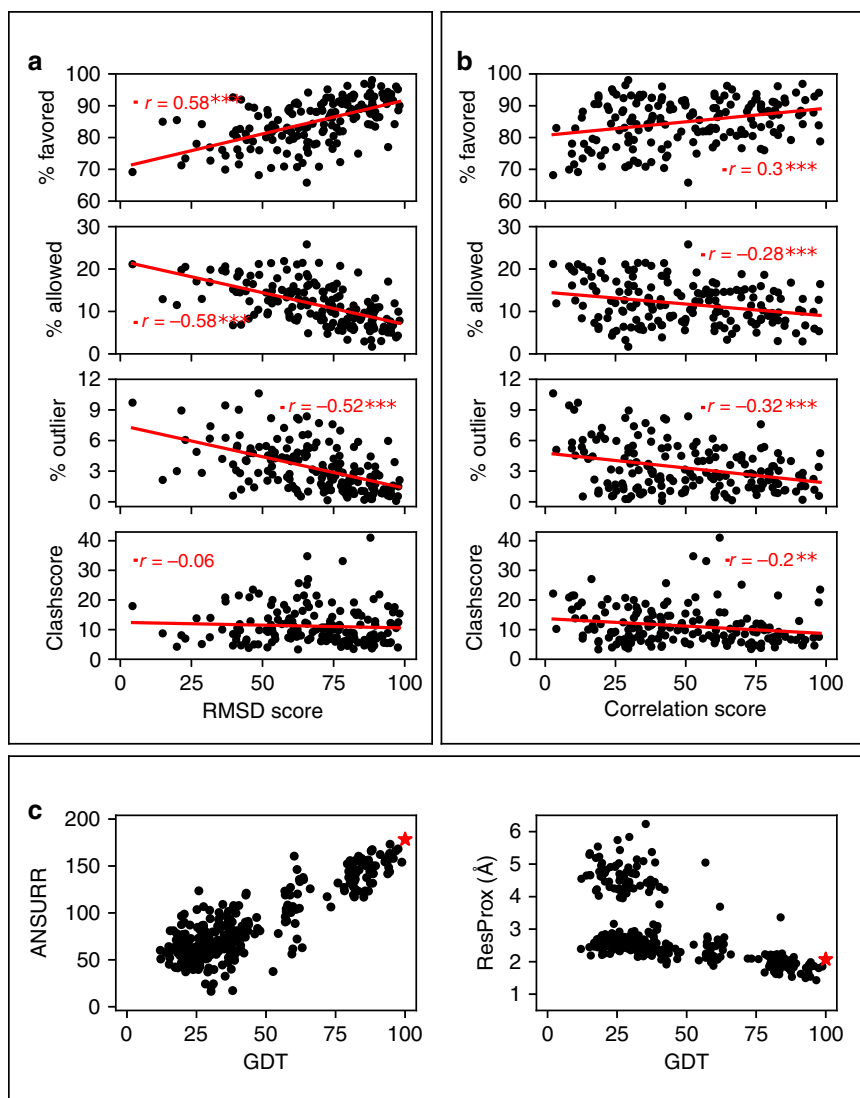 a
100
90
80
70
60
% favored
r = 0.58***
30
20
10
0
% allowed
r = –0.58***
12
9
6
3
0
% outlier
r = –0.52***
40
30
20
10
0
Clashscore
r = –0.06
0 25 50 75 100
RMSD score
b
100
90
80
70
60
% favored
r = 0.3***
30
20
10
0
% allowed
r = –0.28***
12
9
6
3
0
% outlier
r = –0.32***
40
30
20
10
0
Clashscore
r = –0.2**
0 25 50 75 100
Correlation score
c
200
150
100
50
0
ANSURR
0 25 50 75 100
GDT
6
5
4
3
2
1
ResProx (Å)
0 25 50 75 100
GDT